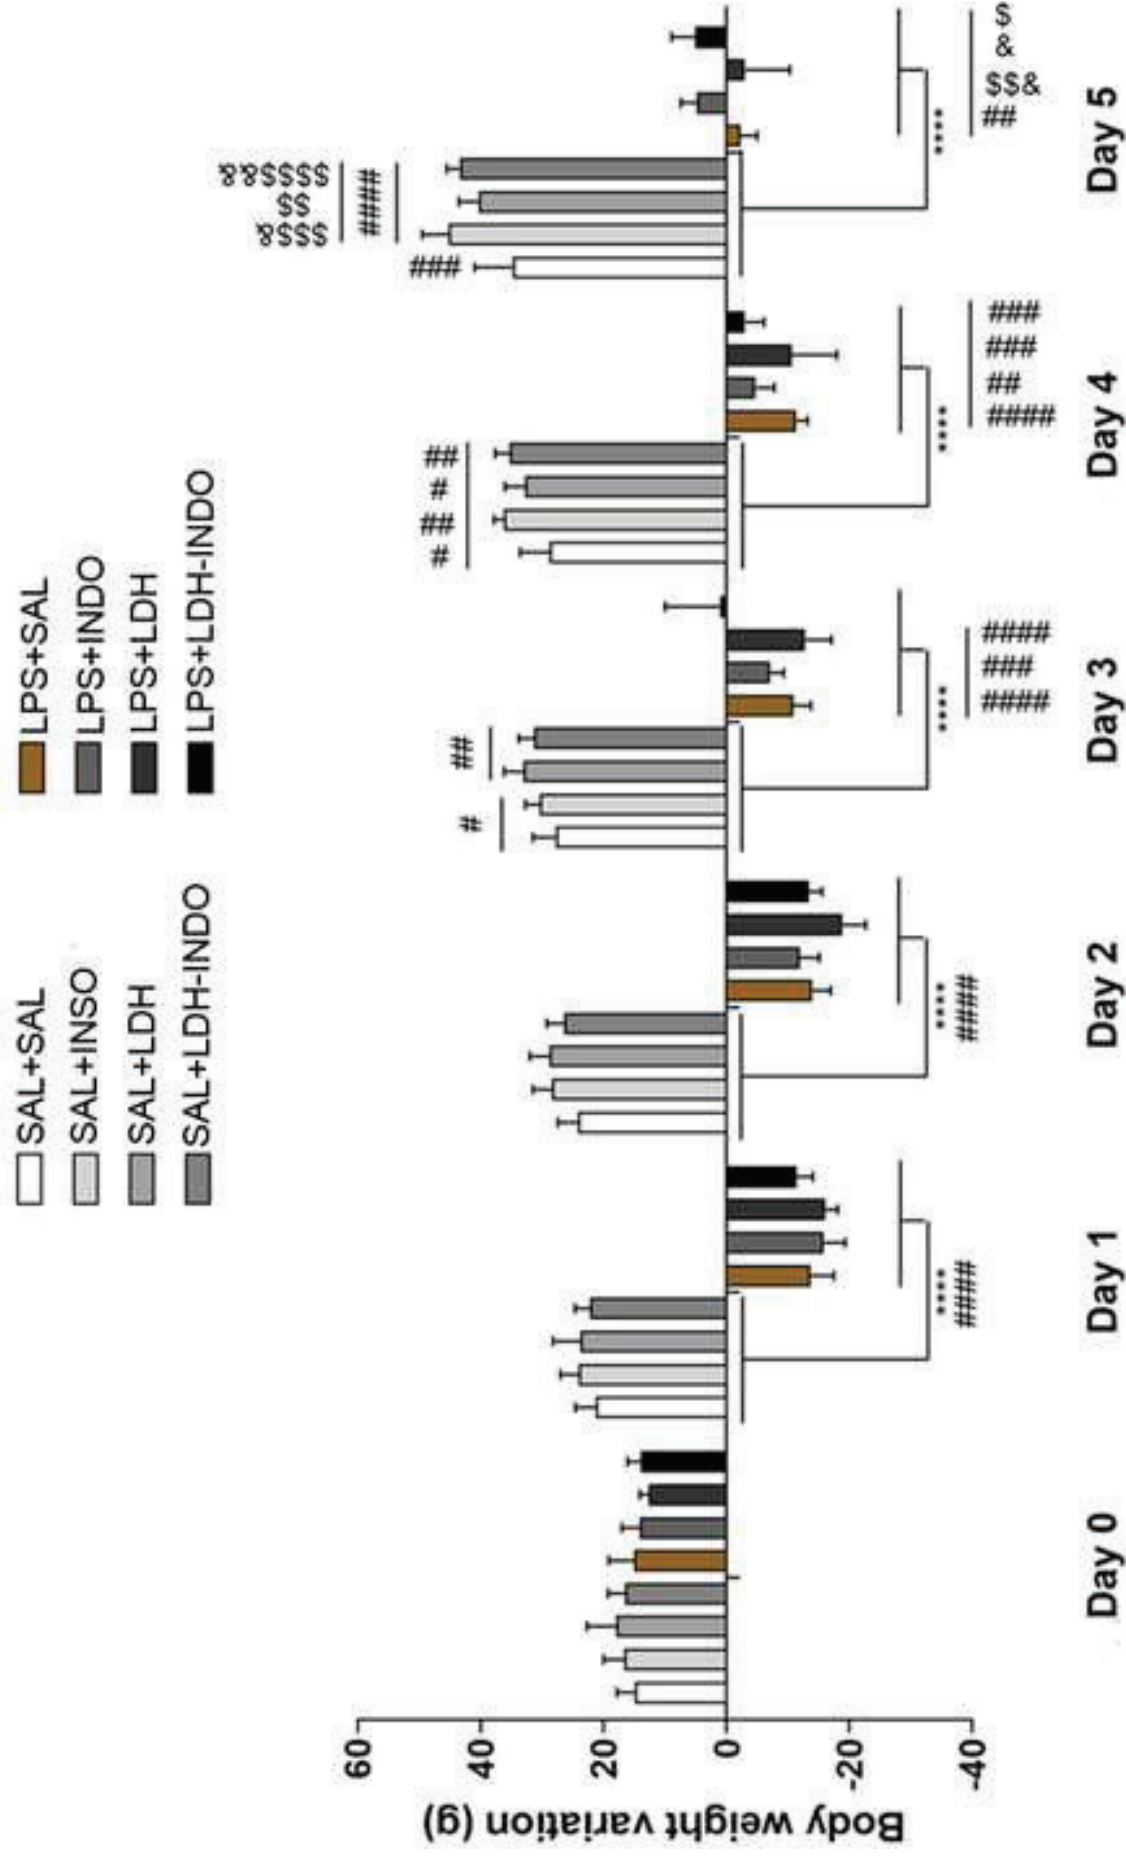 SAL+SAL
SAL+INSO
SAL+LDH
SAL+LDH-INDO
LPS+SAL
LPS+INDO
LPS+LDH
LPS+LDH-INDO
Body weight variation (g)
60
40
20
0
-20
-40
****
####
****
####
#
##
****
####
###
####
#
##
#
##
****
####
##
###
###
###
&$$$
$$
&&$$$$$
####
****
##
$$&
&
$
Day 0
Day 1
Day 2
Day 3
Day 4
Day 5